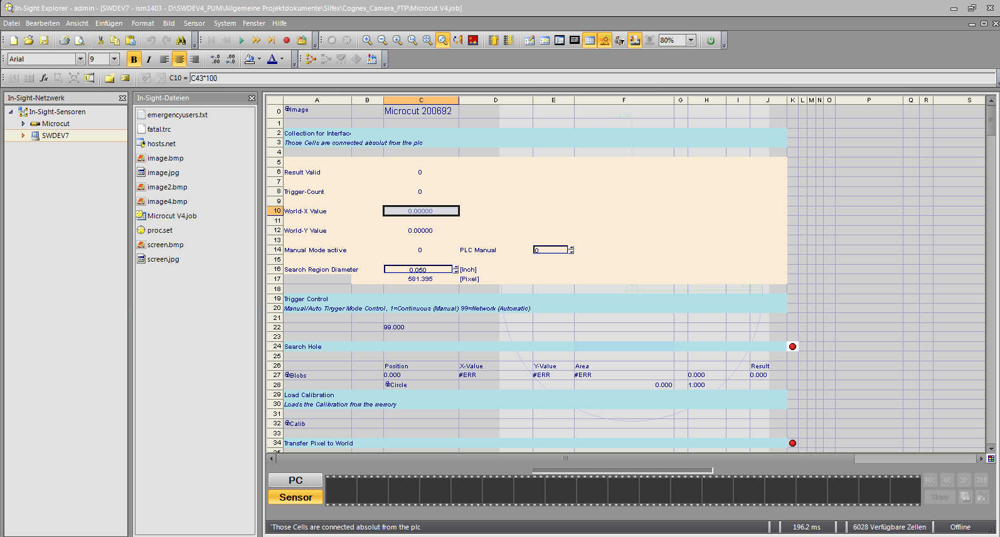 In-Sight Explorer - admin - [SWDEV7 - ism1403 - D:\SWDEV4_PUM\Allgemeine Projektdokumente\Silfex\Cognex_Camera_FTP\Microcut V4.job]
Datei Bearbeiten Ansicht Einfügen Format Bild Sensor System Fenster Hilfe
80%
Arial 9 B I
C10 = C43*100
In-Sight-Netzwerk
In-Sight-Sensoren
Microcut
SWDEV7
In-Sight-Dateien
emergencyusers.txt
fatal.trc
hosts.net
image.bmp
image.jpg
image2.bmp
image4.bmp
Microcut V4.job
proc.set
screen.bmp
screen.jpg
A B C D E F G H I J K L M N O P Q R S
0 Image Microcut 200692
1
2 Collection for Interface
3 Those Cells are connected absolut from the plc
4
5
6 Result Valid 0
7
8 Trigger-Count 0
9
10 World-X Value 0.00000
11
12 World-Y Value 0.00000
13
14 Manual Mode active 0 PLC Manual 0
15
16 Search Region Diameter 0.050 [Inch]
17 581.395 [Pixel]
18
19 Trigger Control
20 Manual/Auto Tirgger Mode Control, 1=Continuous (Manual) 99=Network (Automatic)
21
22 99.000
23
24 Search Hole
25
26 Position X-Value Y-Value Area Result
27 Blobs 0.000 #ERR #ERR #ERR 0.000 0.000
28 Circle 0.000 1.000
29 Load Calibration
30 Loads the Calibration from the memory
31
32 Calib
33
34 Transfer Pixel to World
PC
Sensor
Stopp
'Those Cells are connected absolut from the plc 196.2 ms 6028 Verfügbare Zellen Offline